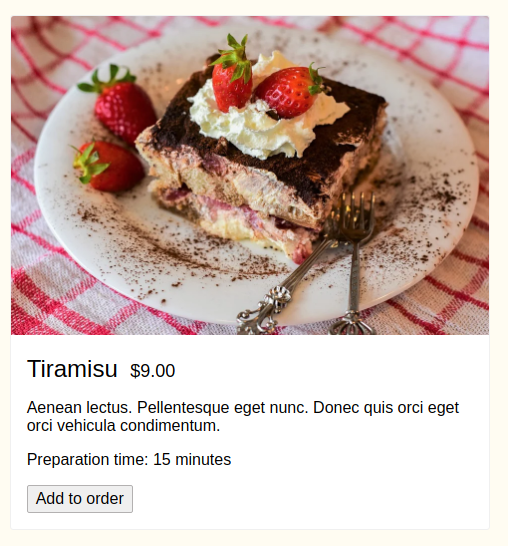 Tiramisu $9.00
Aenean lectus. Pellentesque eget nunc. Donec quis orci eget
orci vehicula condimentum.
Preparation time: 15 minutes
Add to order